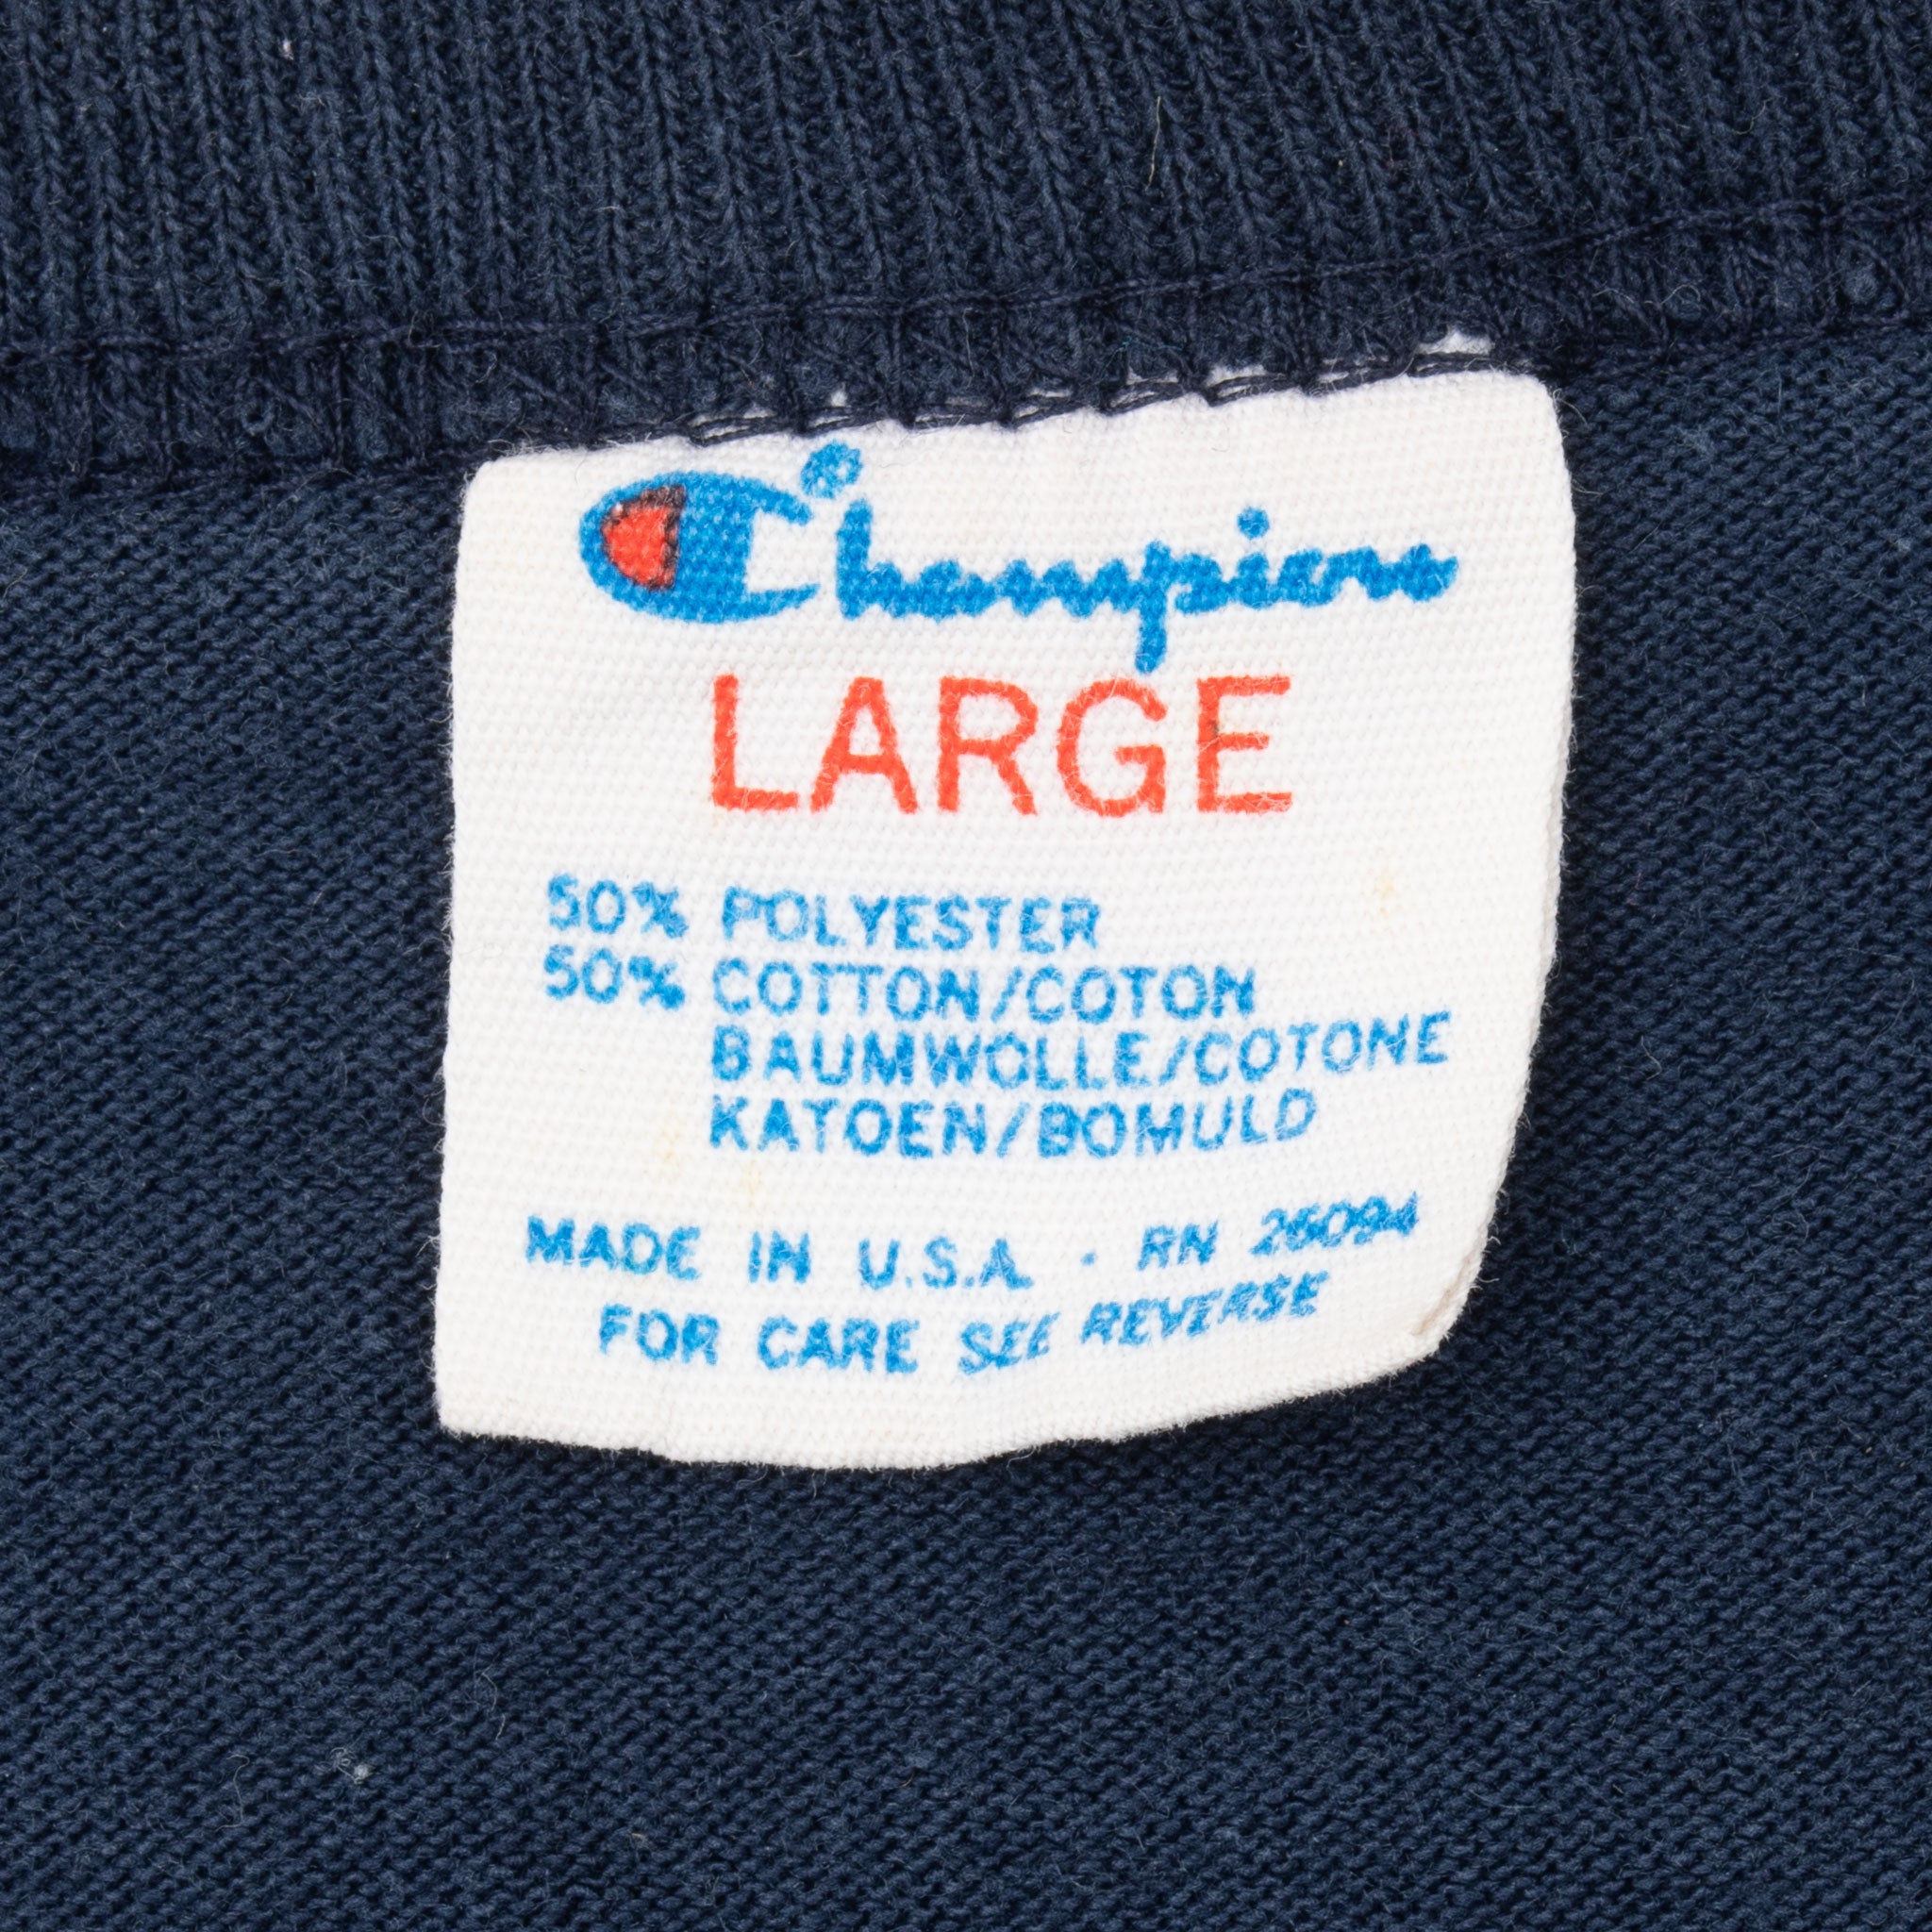 Champion
LARGE
50% POLYESTER
50% COTTON/COTON
BAUMWOLLE/COTONE
KATOEN/BOMULD
MADE IN U.S.A. · RN 26094
FOR CARE SEE REVERSE